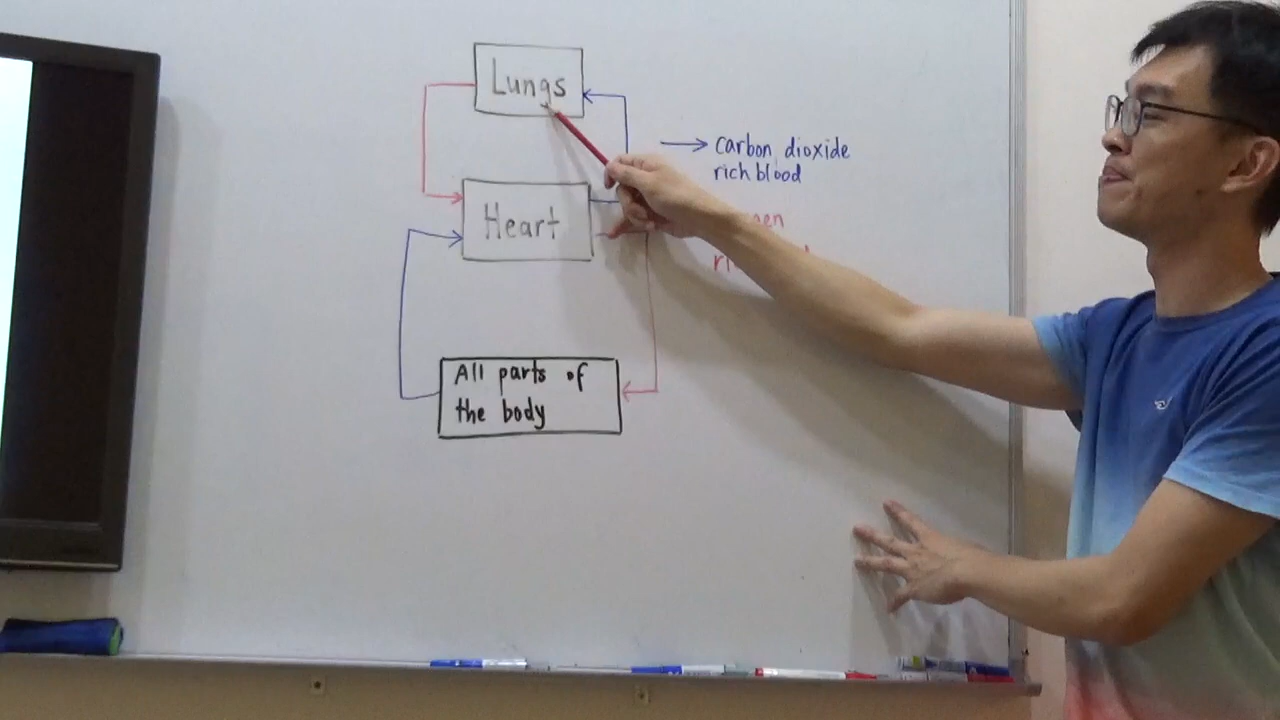 Lungs
carbon dioxide
rich blood
Heart
All parts of
the body